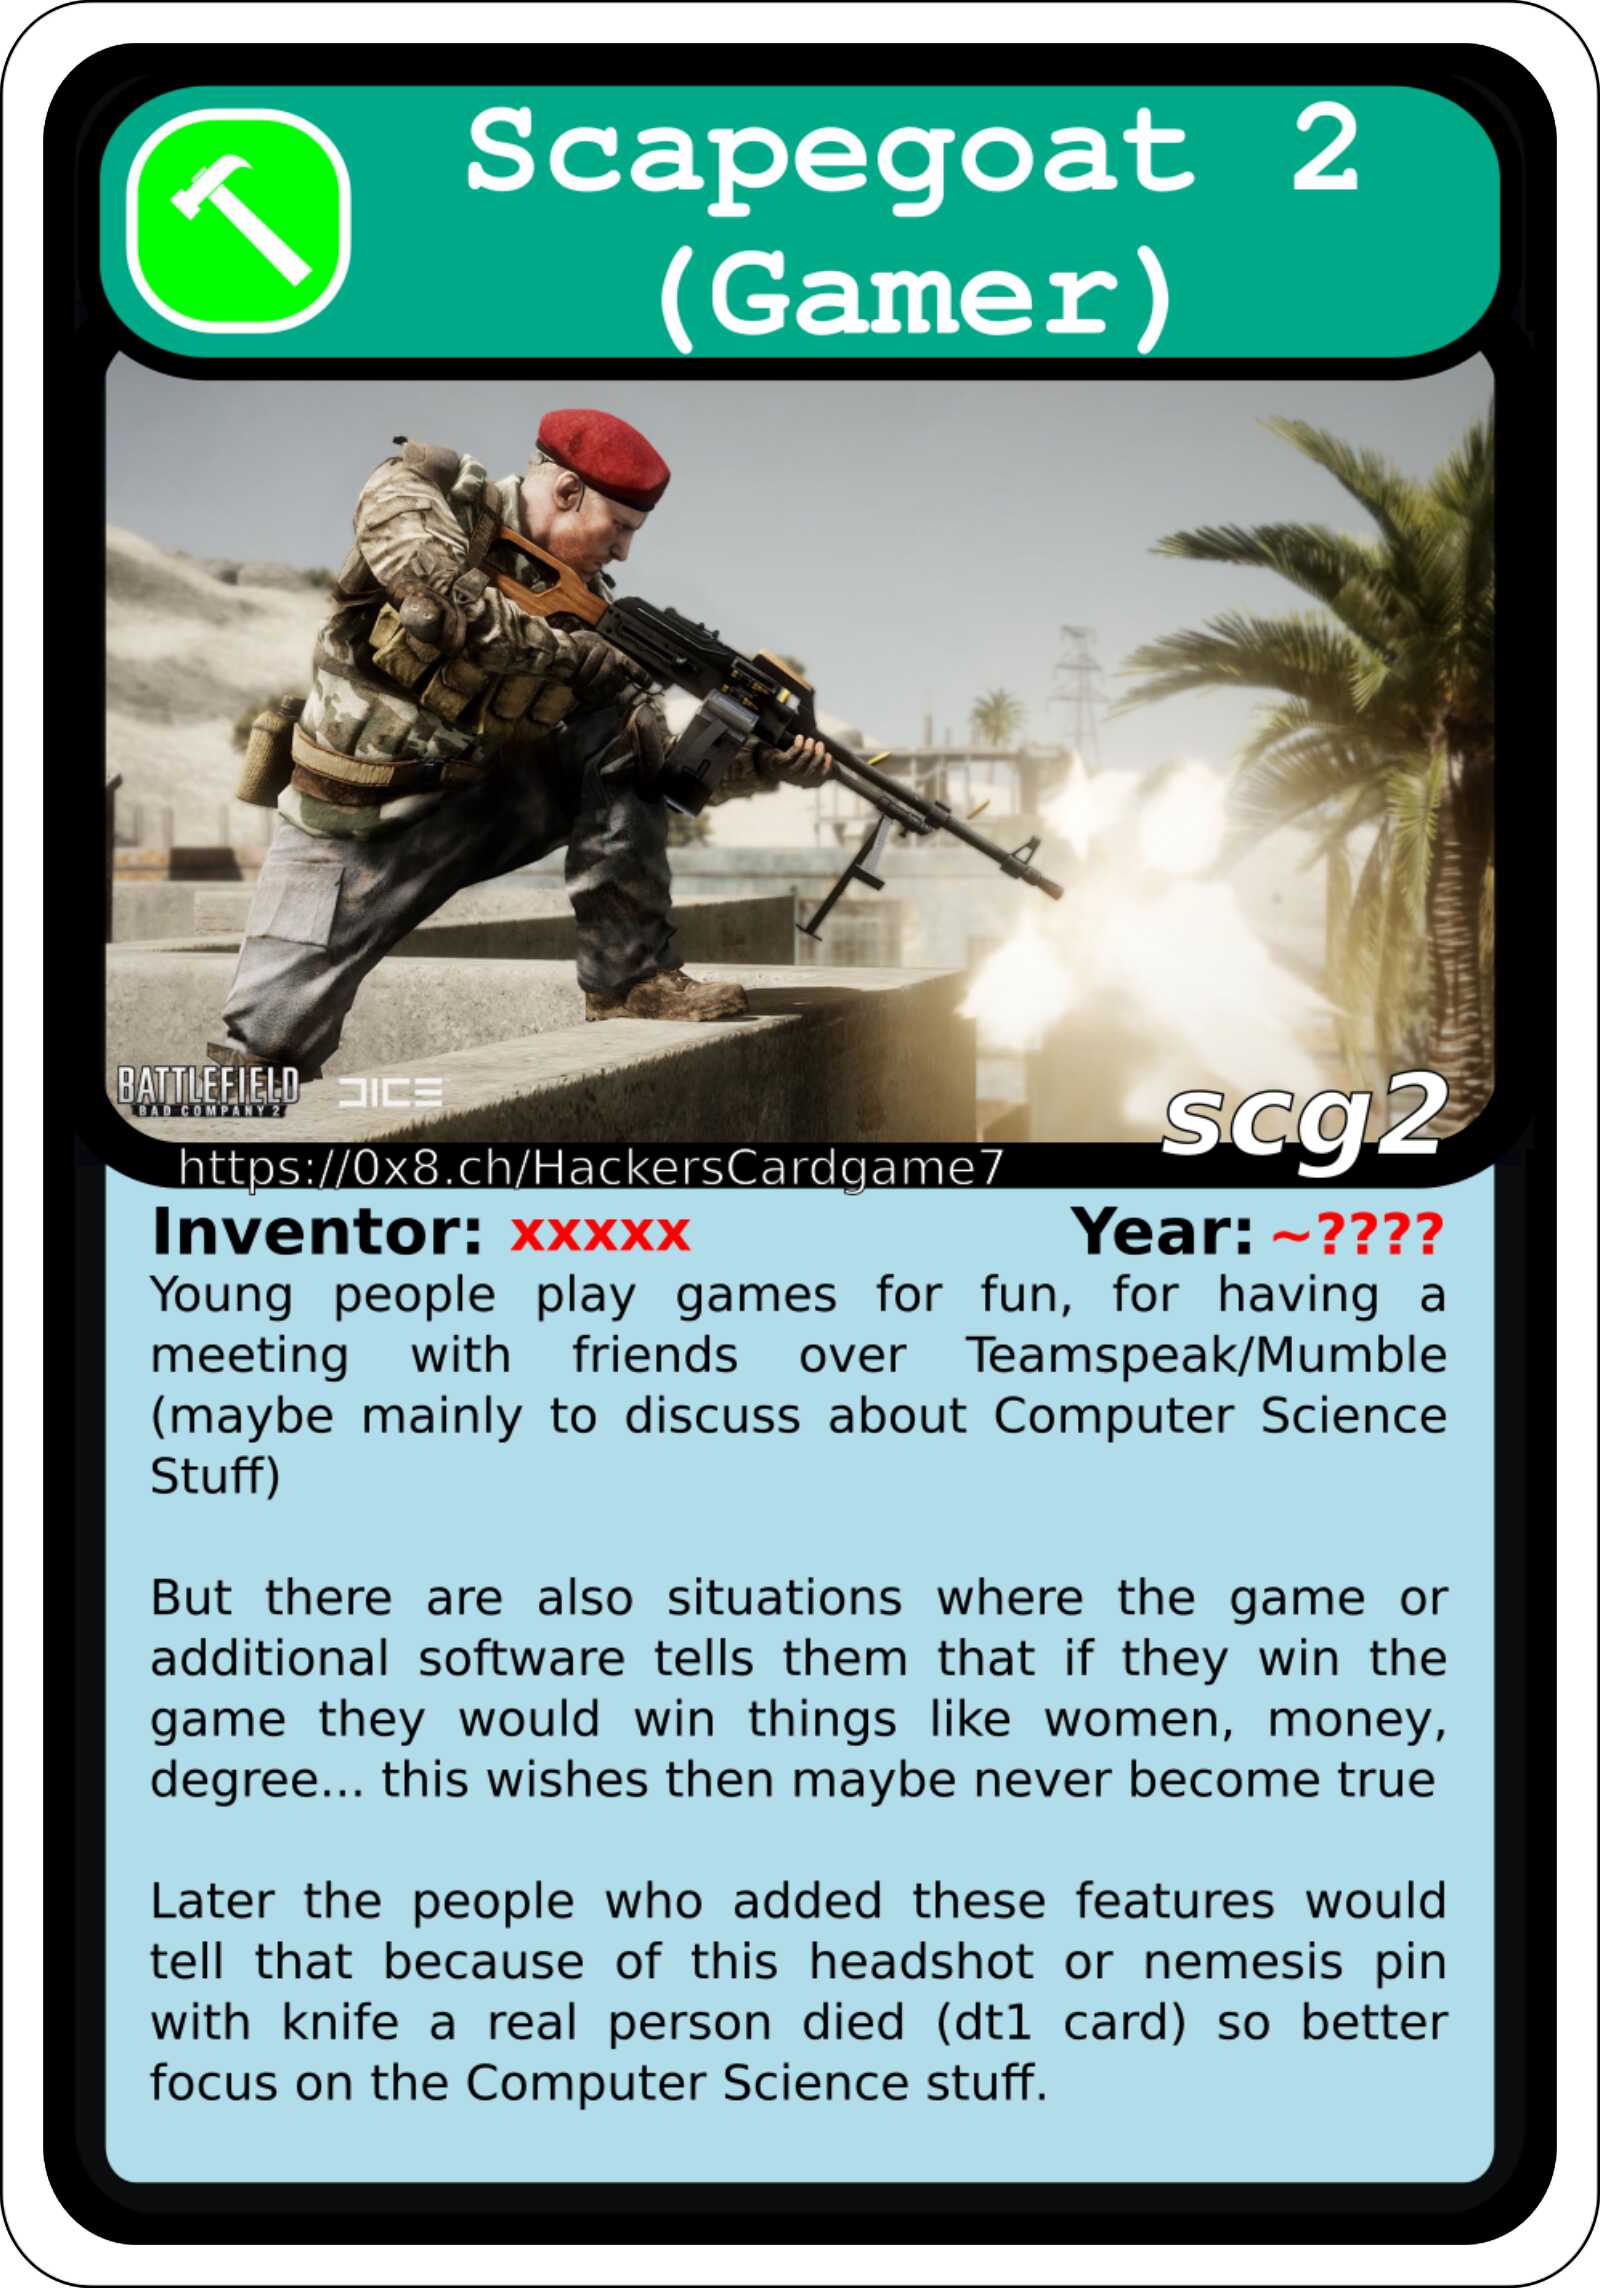 Scapegoat 2
(Gamer)
BATTLEFIELD
BAD COMPANY 2
DICE
scg2
https://0x8.ch/HackersCardgame7
Inventor: xxxxx Year: ~????
Young people play games for fun, for having a
meeting with friends over Teamspeak/Mumble
(maybe mainly to discuss about Computer Science
Stuff)
But there are also situations where the game or
additional software tells them that if they win the
game they would win things like women, money,
degree... this wishes then maybe never become true
Later the people who added these features would
tell that because of this headshot or nemesis pin
with knife a real person died (dt1 card) so better
focus on the Computer Science stuff.